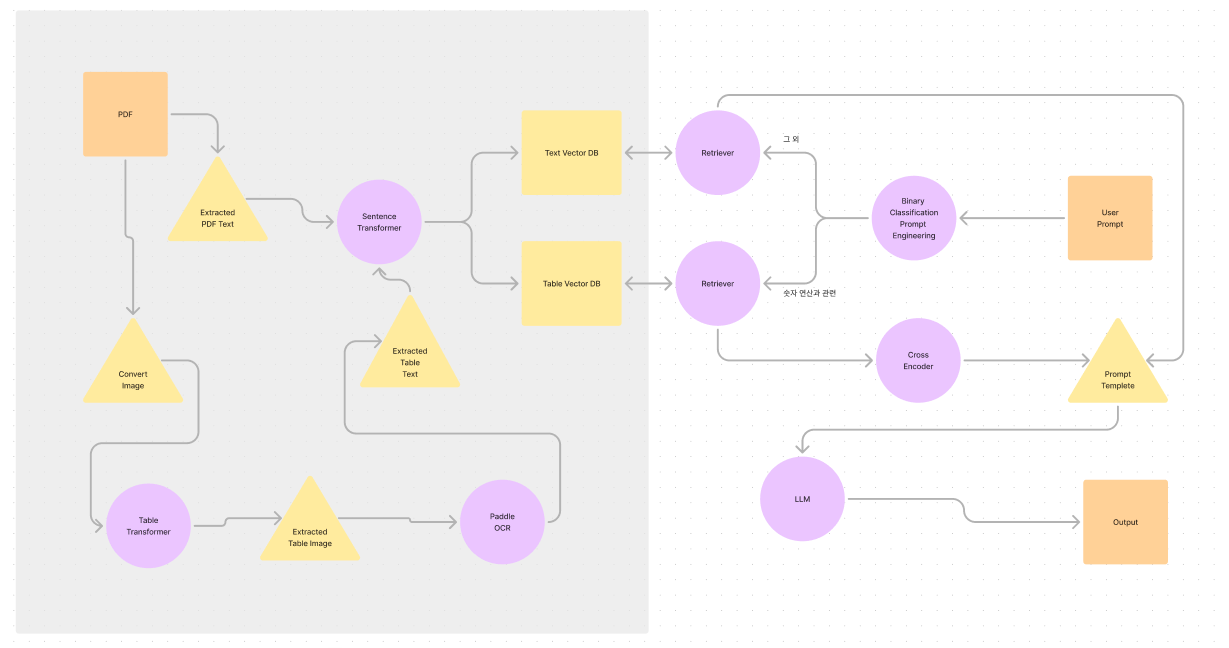 PDF
Extracted
PDF Text
Sentence
Transformer
Text Vector DB
Table Vector DB
Retriever
Retriever
그 외
숫자 연산과 관련
Binary
Classification
Prompt
Engineering
User
Prompt
Convert
Image
Extracted
Table
Text
Cross
Encoder
Prompt
Templete
Table
Transformer
Extracted
Table Image
Paddle
OCR
LLM
Output